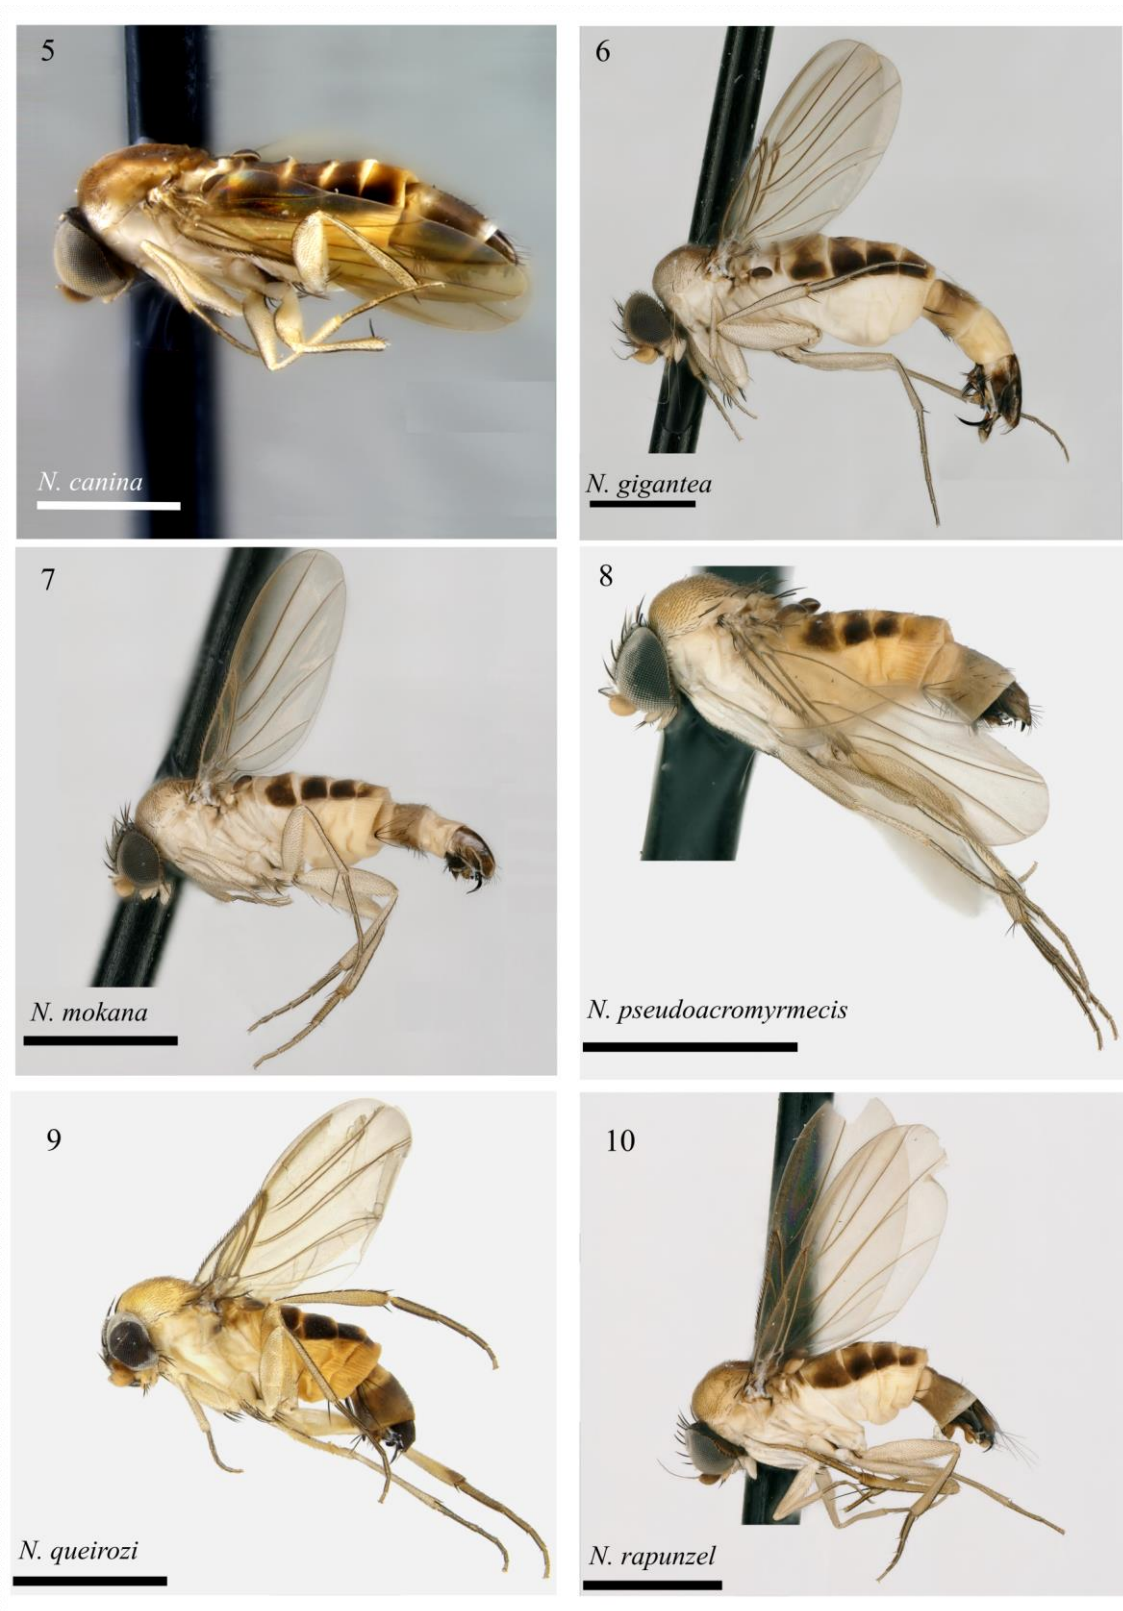 5
6
N. canina
N. gigantea
7
8
N. mokana
N. pseudoacromyrmecis
9
10
N. queirozi
N. rapunzel